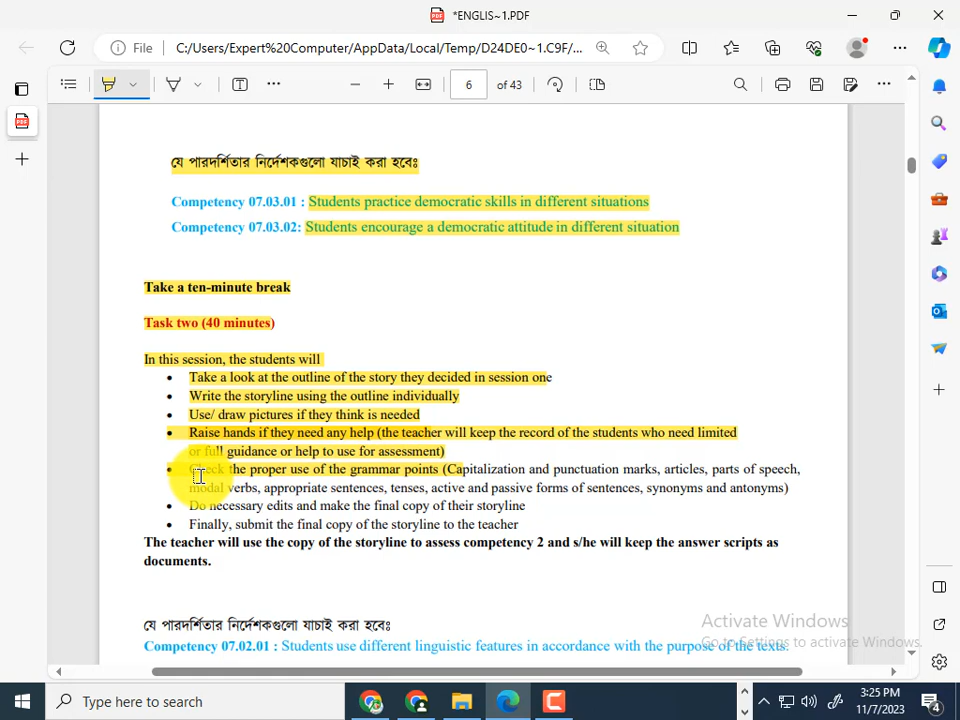 *ENGLIS~1.PDF
File C:/Users/Expert%20Computer/AppData/Local/Temp/D24DE0~1.C9F/...
6 of 43
যে পারদর্শিতার নির্দেশকগুলো যাচাই করা হবেঃ
Competency 07.03.01 : Students practice democratic skills in different situations
Competency 07.03.02: Students encourage a democratic attitude in different situation
Take a ten-minute break
Task two (40 minutes)
In this session, the students will
• Take a look at the outline of the story they decided in session one
• Write the storyline using the outline individually
• Use/ draw pictures if they think is needed
• Raise hands if they need any help (the teacher will keep the record of the students who need limited
or full guidance or help to use for assessment)
• Check the proper use of the grammar points (Capitalization and punctuation marks, articles, parts of speech,
modal verbs, appropriate sentences, tenses, active and passive forms of sentences, synonyms and antonyms)
• Do necessary edits and make the final copy of their storyline
• Finally, submit the final copy of the storyline to the teacher
The teacher will use the copy of the storyline to assess competency 2 and s/he will keep the answer scripts as
documents.
যে পারদর্শিতার নির্দেশকগুলো যাচাই করা হবেঃ
Competency 07.02.01 : Students use different linguistic features in accordance with the purpose of the texts.
Activate Windows
Go to Settings to activate Windows.
Type here to search
3:25 PM
11/7/2023
4